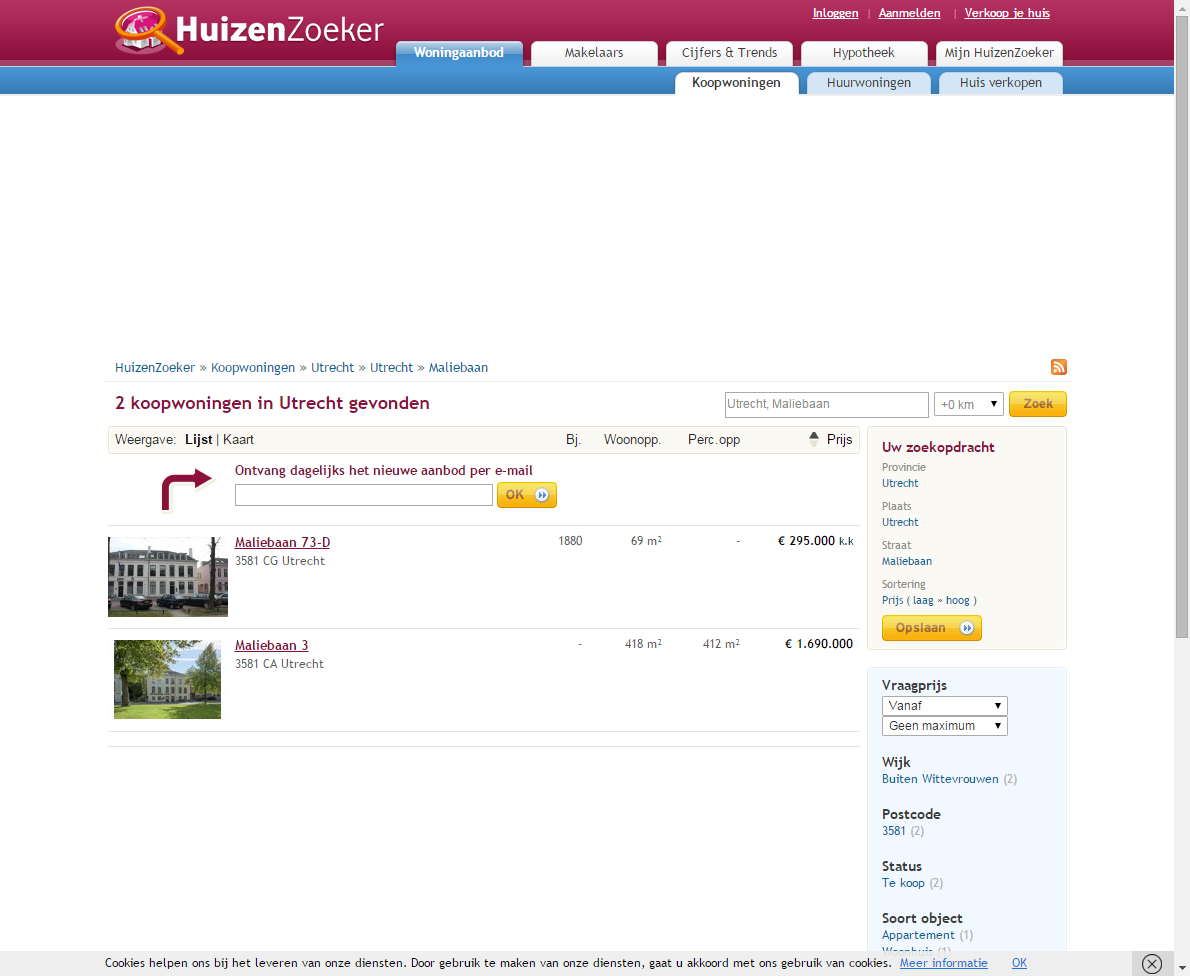 Inloggen | Aanmelden | Verkoop je huis
HuizenZoeker
Woningaanbod Makelaars Cijfers & Trends Hypotheek Mijn HuizenZoeker
Koopwoningen Huurwoningen Huis verkopen
HuizenZoeker » Koopwoningen » Utrecht » Utrecht » Maliebaan
2 koopwoningen in Utrecht gevonden
Utrecht, Maliebaan +0 km Zoek
Weergave: Lijst | Kaart Bj. Woonopp. Perc.opp Prijs
Ontvang dagelijks het nieuwe aanbod per e-mail
OK
Maliebaan 73-D 1880 69 m² - € 295.000 k.k
3581 CG Utrecht
Maliebaan 3 - 418 m² 412 m² € 1.690.000
3581 CA Utrecht
Uw zoekopdracht
Provincie
Utrecht
Plaats
Utrecht
Straat
Maliebaan
Sortering
Prijs ( laag » hoog )
Opslaan
Vraagprijs
Vanaf
Geen maximum
Wijk
Buiten Wittevrouwen (2)
Postcode
3581 (2)
Status
Te koop (2)
Soort object
Appartement (1)
Woonhuis (1)
Cookies helpen ons bij het leveren van onze diensten. Door gebruik te maken van onze diensten, gaat u akkoord met ons gebruik van cookies. Meer informatie OK